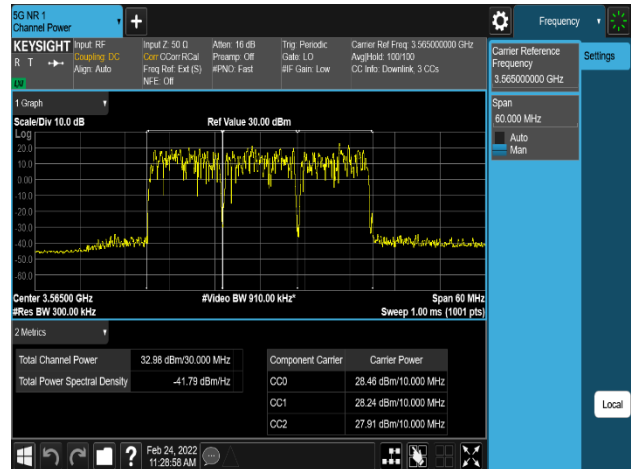 5G NR 1
Channel Power
+
Frequency
KEYSIGHT
R T
LXI
Input: RF
Coupling: DC
Align: Auto
Input Z: 50 Ω
Corr CCorr RCal
Freq Ref: Ext (S)
NFE: Off
Atten: 16 dB
Preamp: Off
#PNO: Fast
Trig: Periodic
Gate: LO
#IF Gain: Low
Carrier Ref Freq: 3.565000000 GHz
Avg|Hold: 100/100
CC Info: Downlink, 3 CCs
Carrier Reference
Frequency
3.565000000 GHz
Settings
Span
60.000 MHz
Auto
Man
1 Graph
Scale/Div 10.0 dB
Ref Value 30.00 dBm
Log
20.0
10.0
0.00
-10.0
-20.0
-30.0
-40.0
-50.0
-60.0
Center 3.56500 GHz
#Video BW 910.00 kHz*
Span 60 MHz
#Res BW 300.00 kHz
Sweep 1.00 ms (1001 pts)
2 Metrics
Total Channel Power 32.98 dBm/30.000 MHz
Total Power Spectral Density -41.79 dBm/Hz
Component Carrier Carrier Power
CC0 28.46 dBm/10.000 MHz
CC1 28.24 dBm/10.000 MHz
CC2 27.91 dBm/10.000 MHz
Local
?
Feb 24, 2022
11:28:58 AM